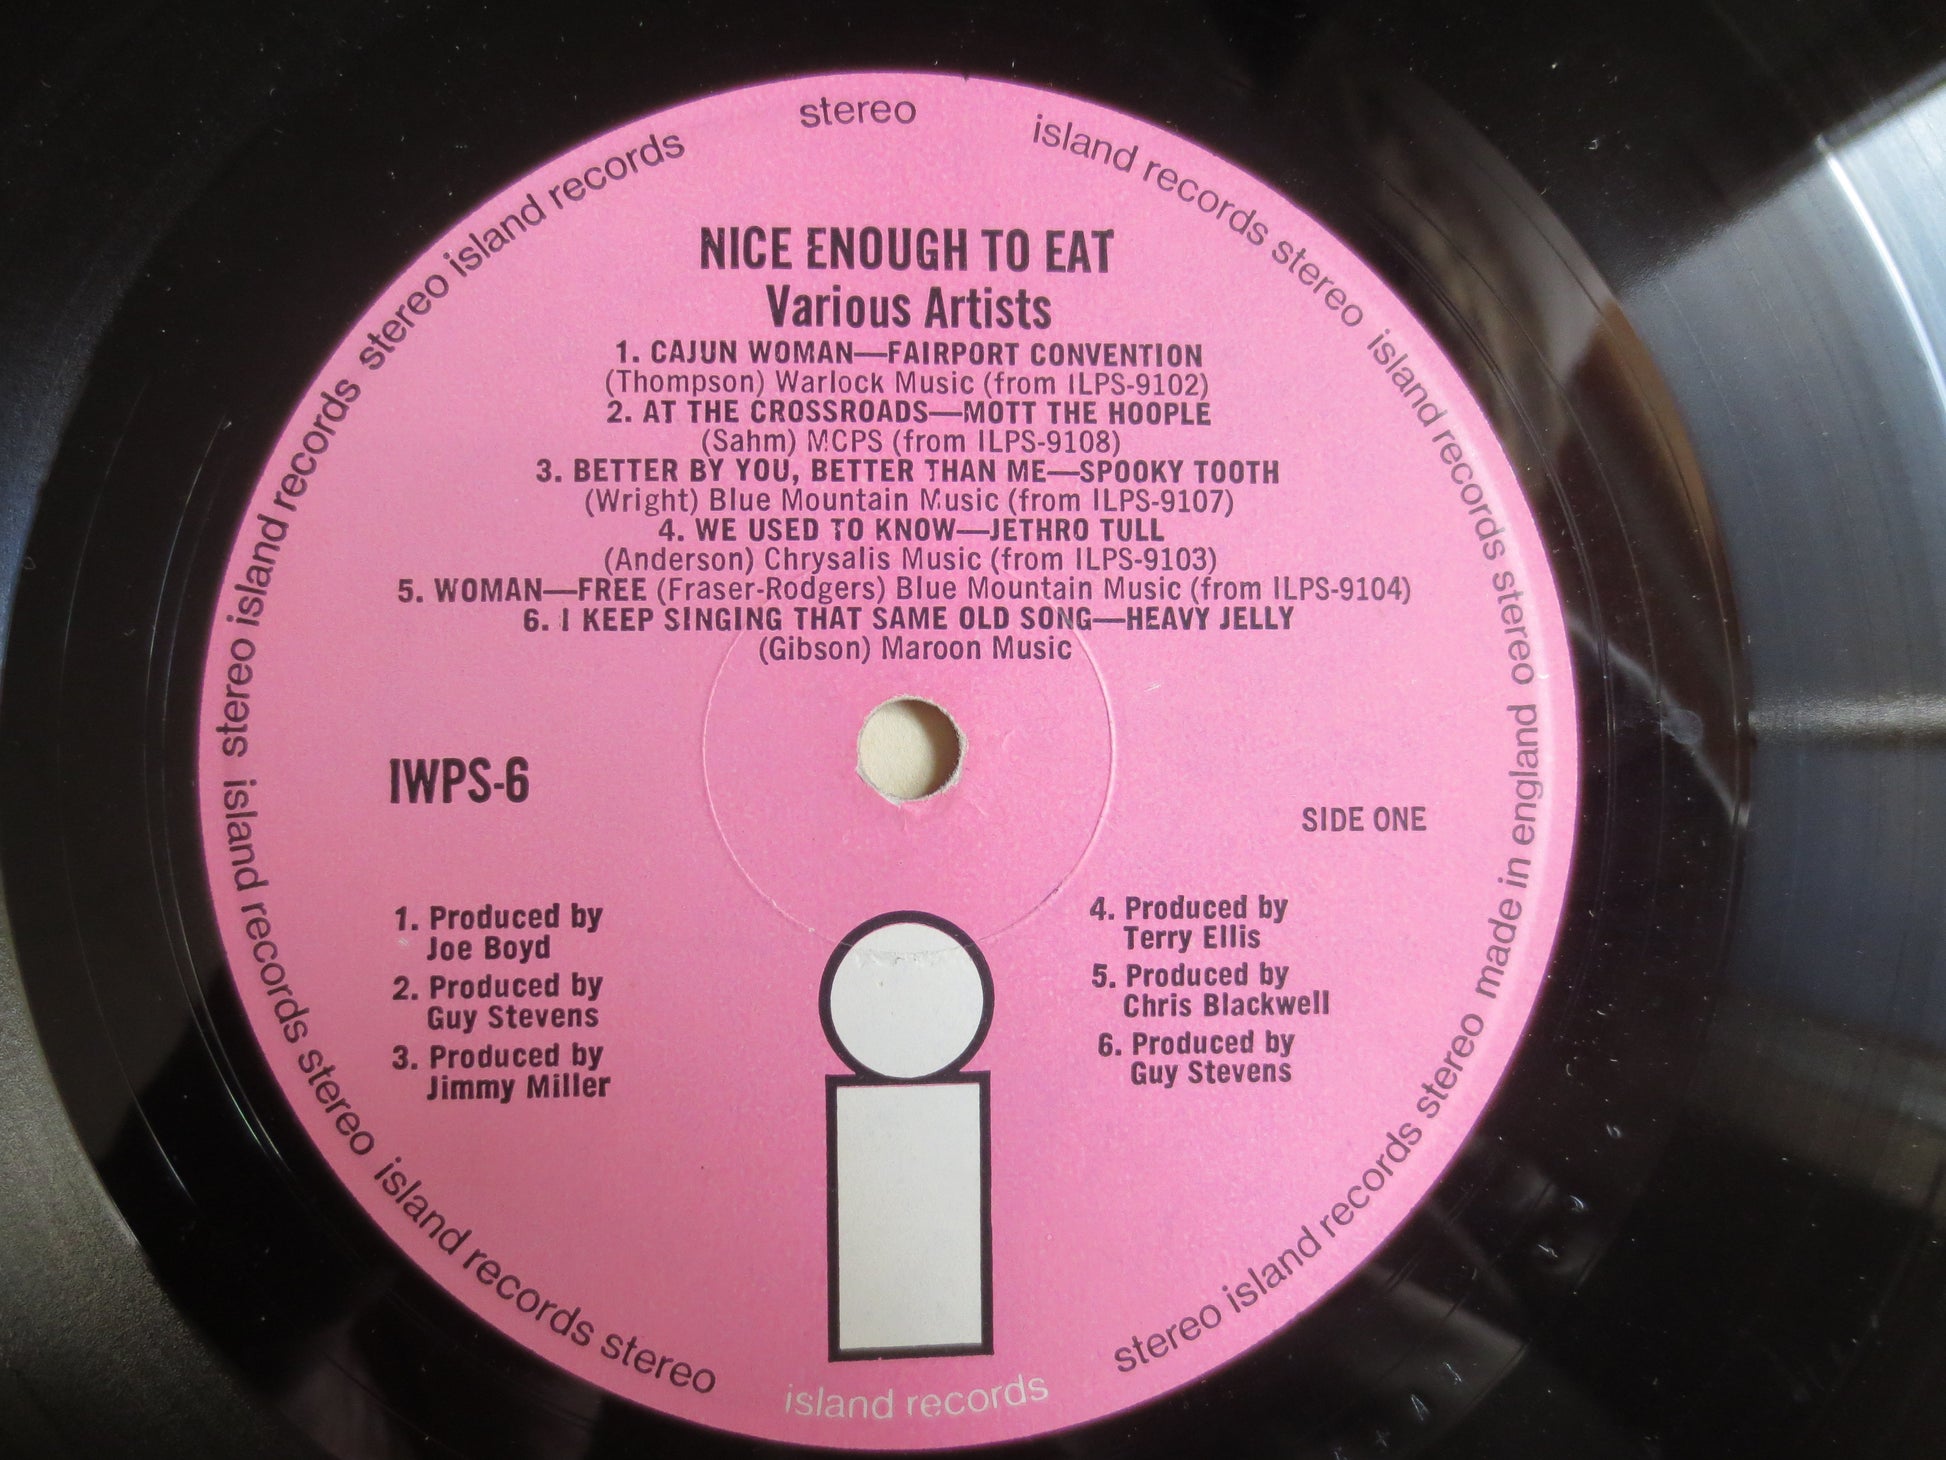 stereo
island records stereo island records stereo made in england
island records stereo island records stereo
stereo island records stereo island records
stereo isl
island records stereo island records stereo
island records
NICE ENOUGH TO EAT
Various Artists
1. CAJUN WOMAN—FAIRPORT CONVENTION
(Thompson) Warlock Music (from ILPS-9102)
2. AT THE CROSSROADS—MOTT THE HOOPLE
(Sahm) MCPS (from ILPS-9108)
3. BETTER BY YOU, BETTER THAN ME—SPOOKY TOOTH
(Wright) Blue Mountain Music (from ILPS-9107)
4. WE USED TO KNOW—JETHRO TULL
(Anderson) Chrysalis Music (from ILPS-9103)
5. WOMAN—FREE (Fraser-Rodgers) Blue Mountain Music (from ILPS-9104)
6. I KEEP SINGING THAT SAME OLD SONG—HEAVY JELLY
(Gibson) Maroon Music
IWPS-6
SIDE ONE
1. Produced by
Joe Boyd
2. Produced by
Guy Stevens
3. Produced by
Jimmy Miller
4. Produced by
Terry Ellis
5. Produced by
Chris Blackwell
6. Produced by
Guy Stevens
i